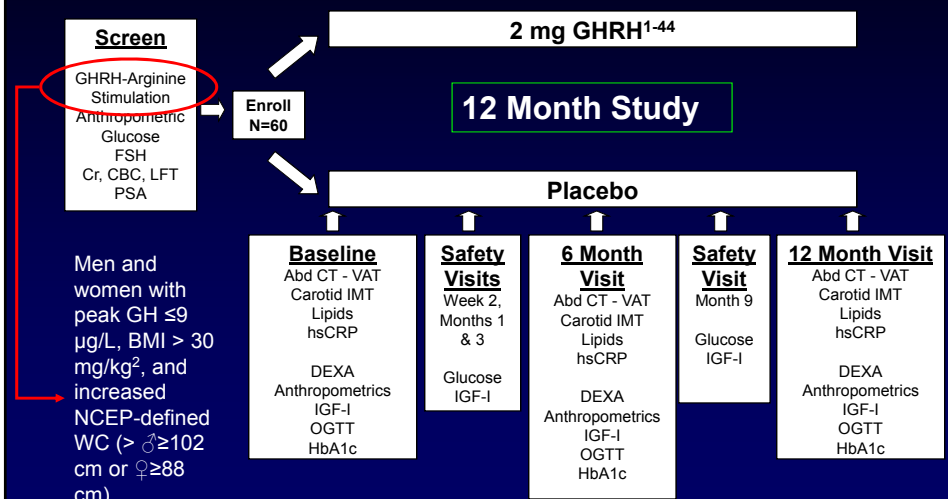 Screen
GHRH-Arginine
Stimulation
Anthropometric
Glucose
FSH
Cr, CBC, LFT
PSA
Enroll
N=60
2 mg GHRH¹⁻⁴⁴
12 Month Study
Placebo
Men and
women with
peak GH ≤9
µg/L, BMI > 30
mg/kg², and
increased
NCEP-defined
WC (> ♂≥102
cm or ♀≥88
cm)
Baseline
Abd CT - VAT
Carotid IMT
Lipids
hsCRP
DEXA
Anthropometrics
IGF-I
OGTT
HbA1c
Safety
Visits
Week 2,
Months 1
& 3
Glucose
IGF-I
6 Month
Visit
Abd CT - VAT
Carotid IMT
Lipids
hsCRP
DEXA
Anthropometrics
IGF-I
OGTT
HbA1c
Safety
Visit
Month 9
Glucose
IGF-I
12 Month Visit
Abd CT - VAT
Carotid IMT
Lipids
hsCRP
DEXA
Anthropometrics
IGF-I
OGTT
HbA1c